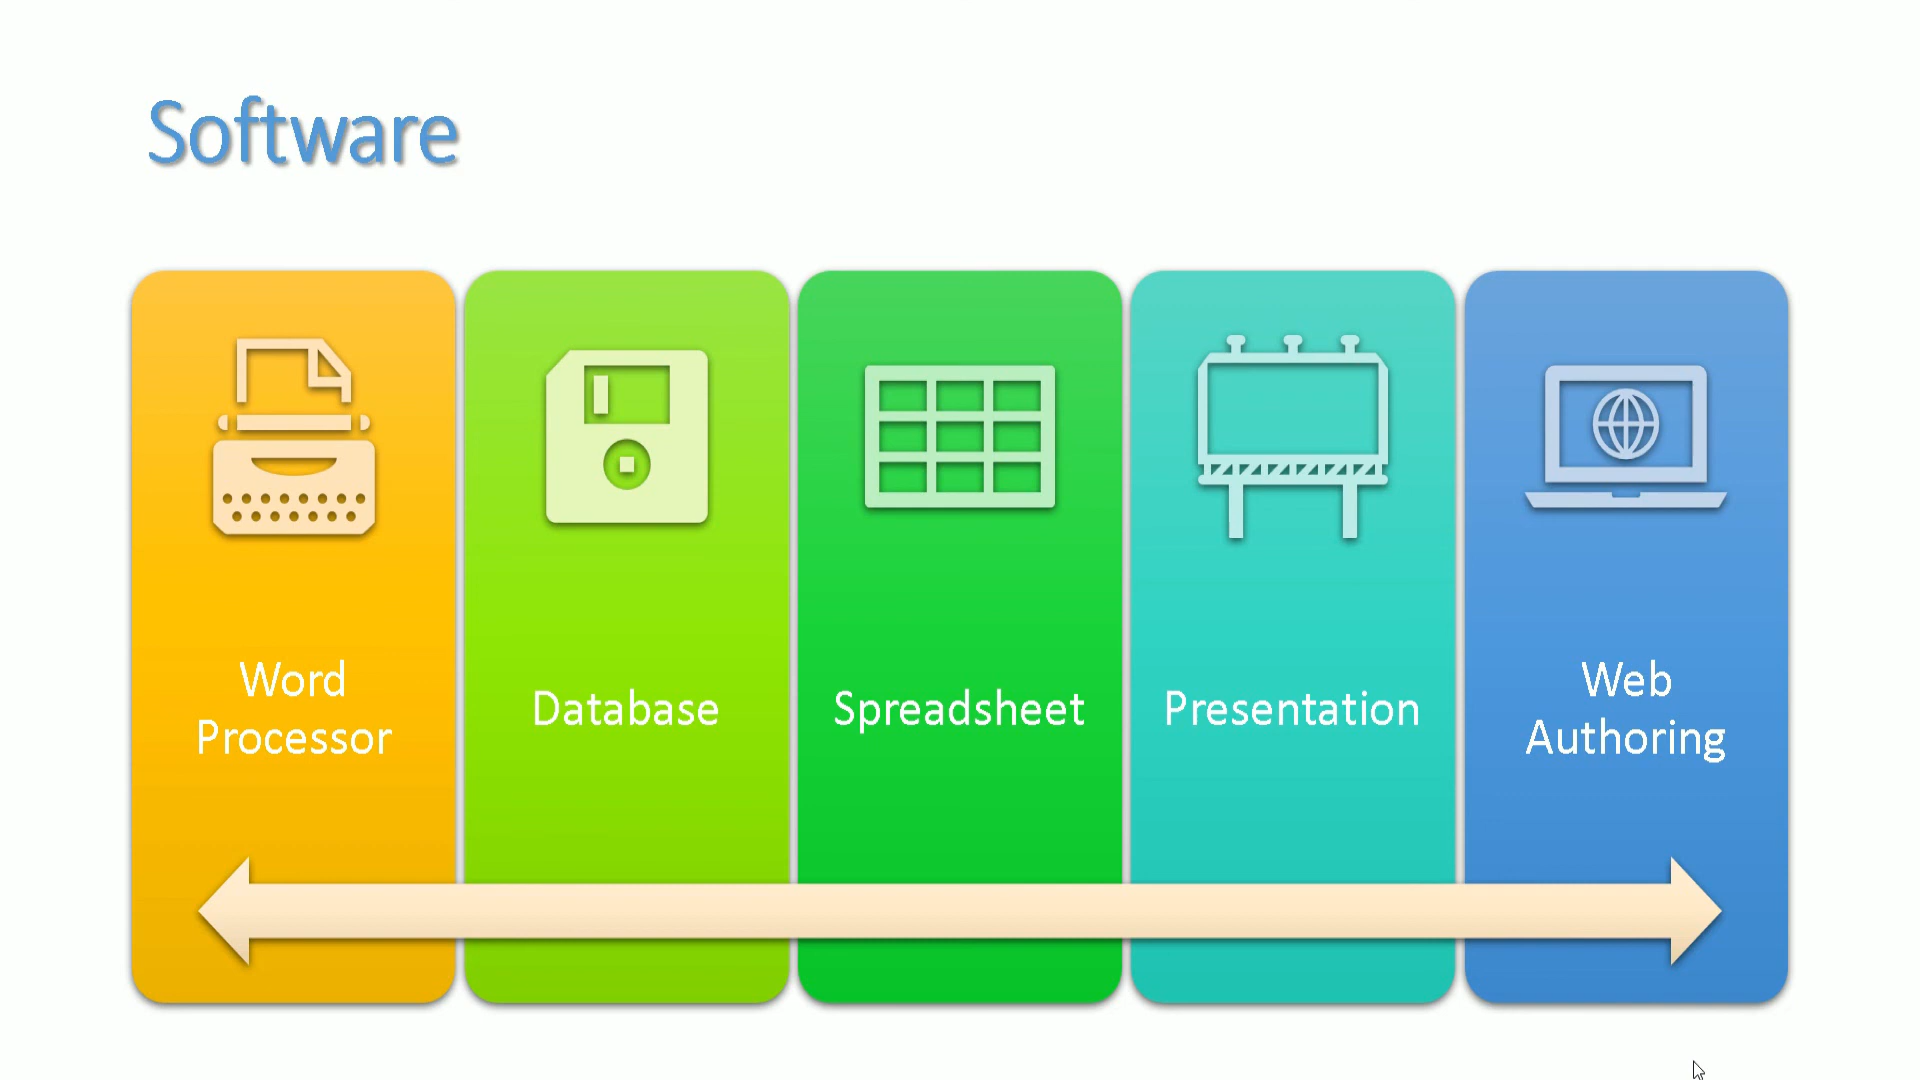 Software
Word
Processor
Database
Spreadsheet
Presentation
Web
Authoring